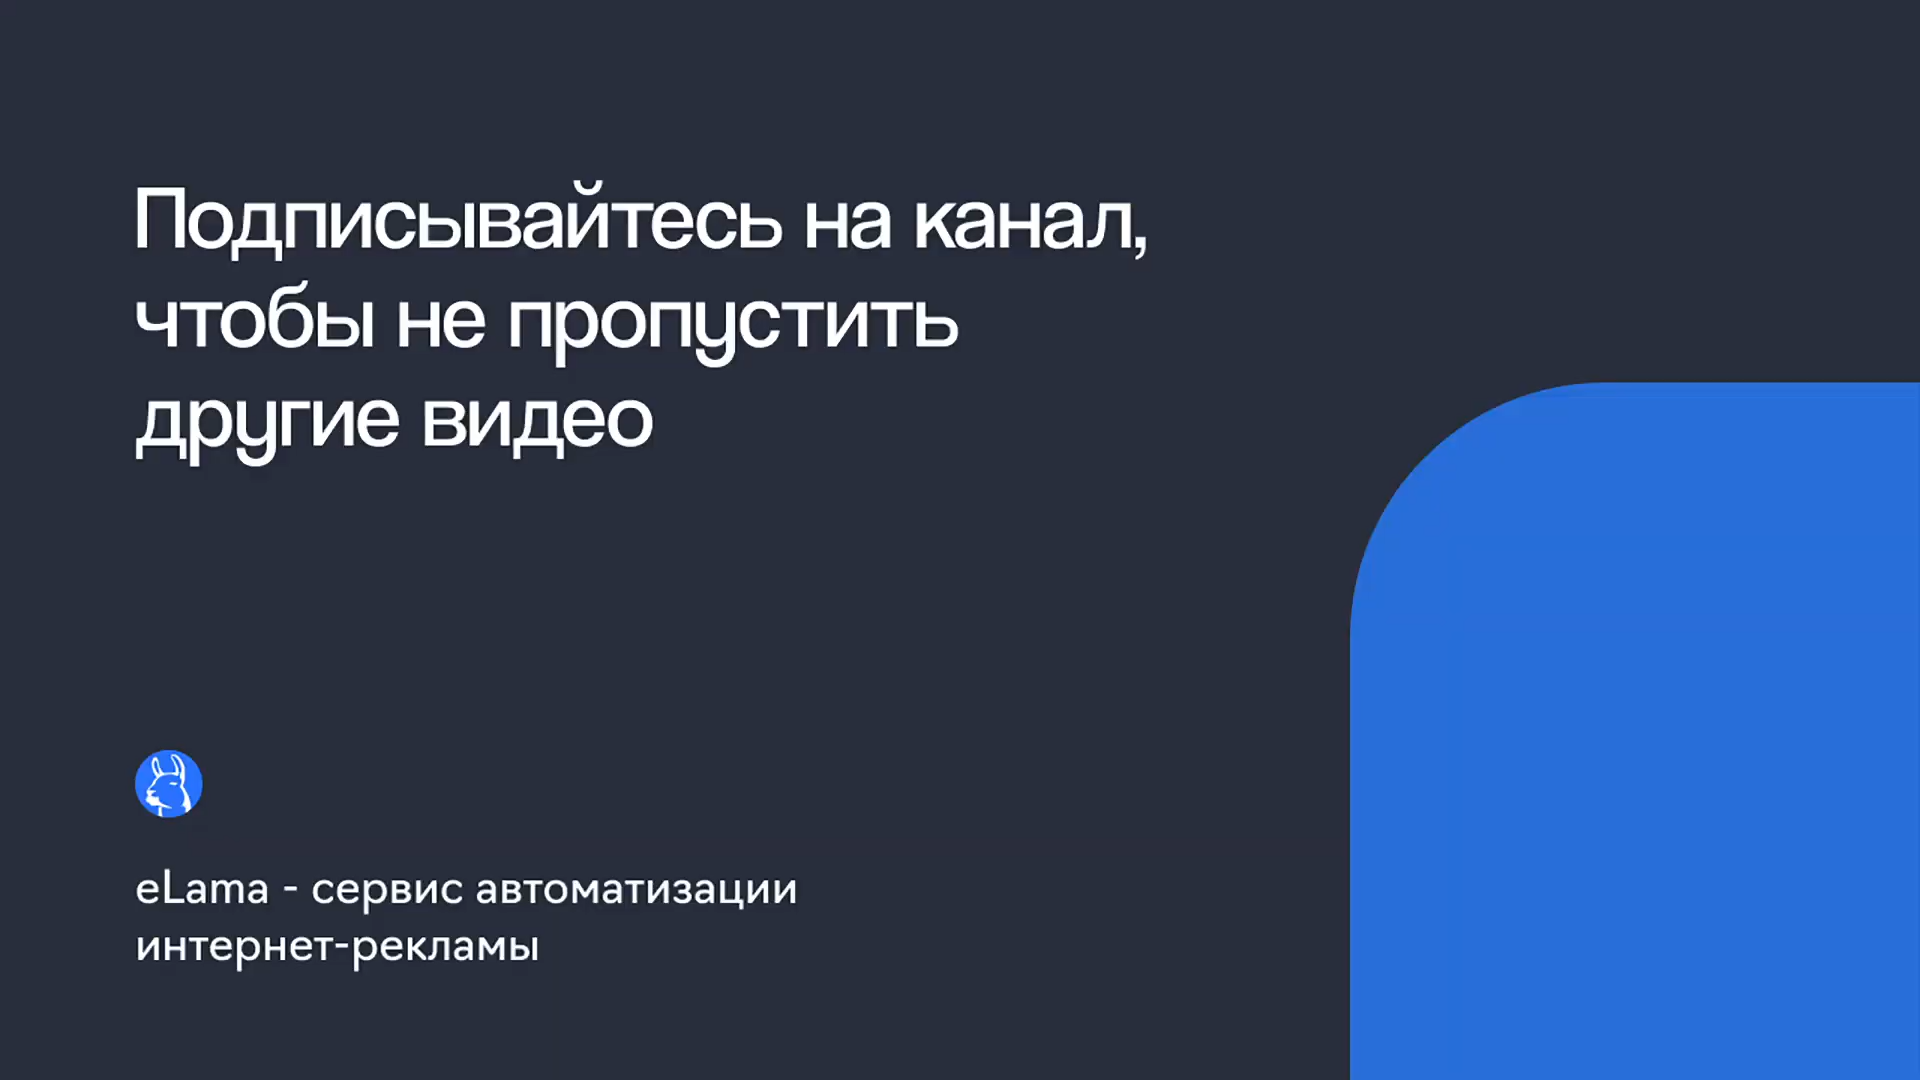 Подписывайтесь на канал,
чтобы не пропустить
другие видео
eLama - сервис автоматизации
интернет-рекламы